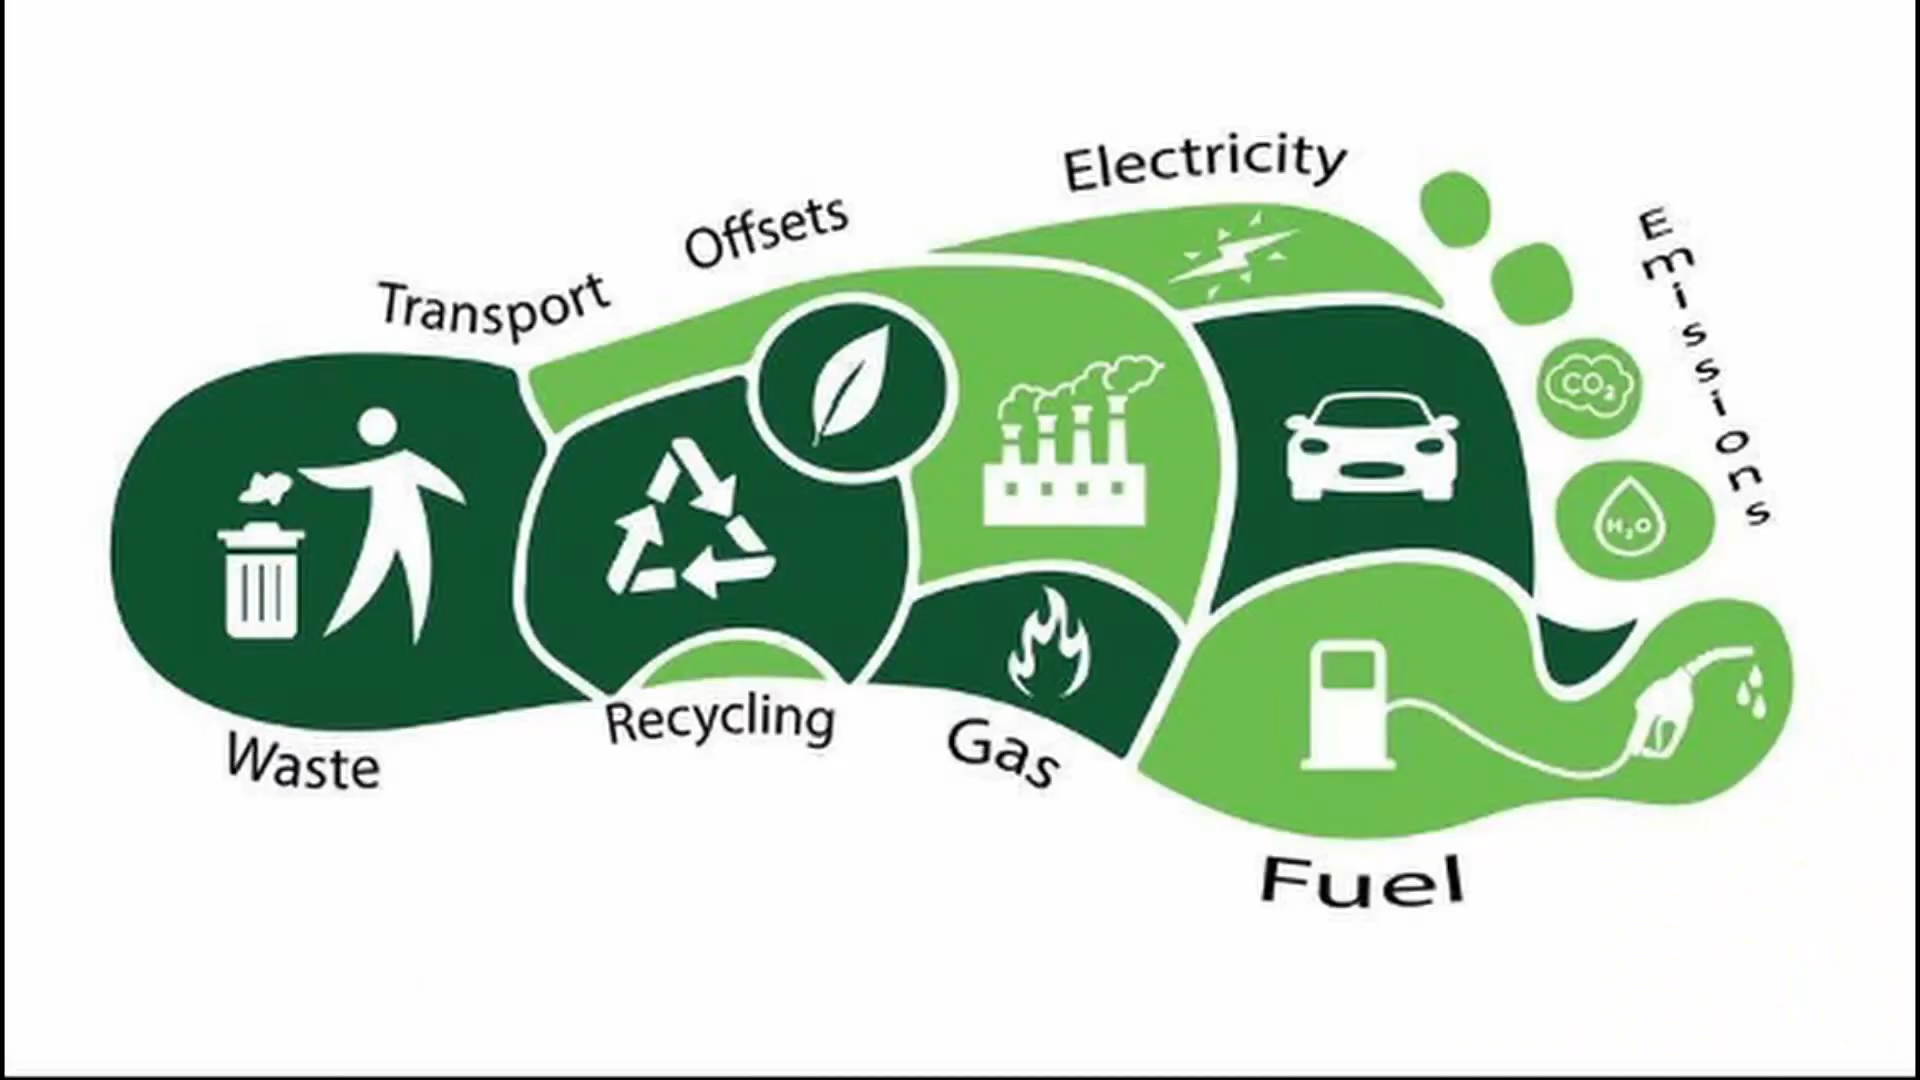 Electricity
Offsets
Transport
Emissions
CO₂
H₂O
Recycling
Gas
Waste
Fuel